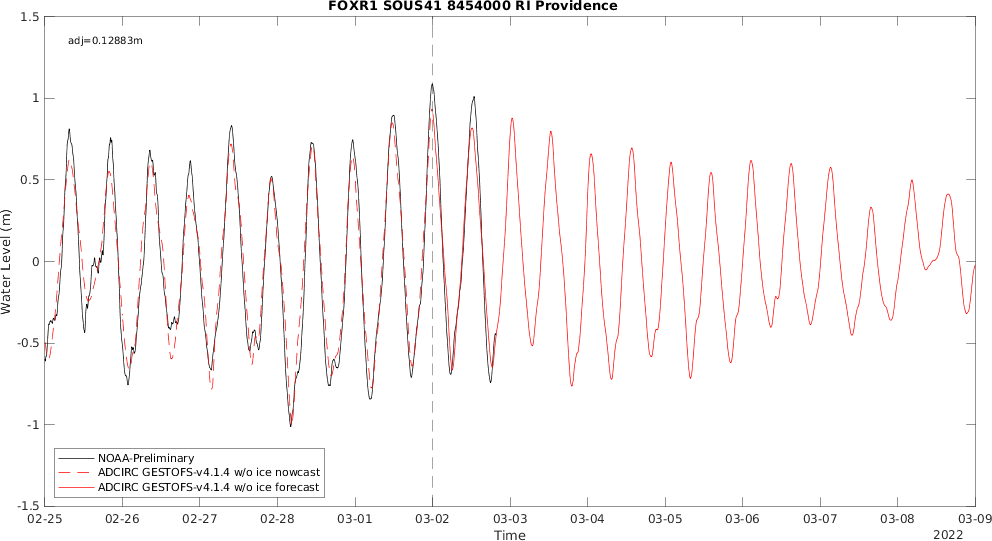 FOXR1 SOUS41 8454000 RI Providence
adj=0.12883m
1.5
1
0.5
0
-0.5
-1
-1.5
Water Level (m)
NOAA-Preliminary
ADCIRC GESTOFS-v4.1.4 w/o ice nowcast
ADCIRC GESTOFS-v4.1.4 w/o ice forecast
02-25 02-26 02-27 02-28 03-01 03-02 03-03 03-04 03-05 03-06 03-07 03-08 03-09
Time
2022